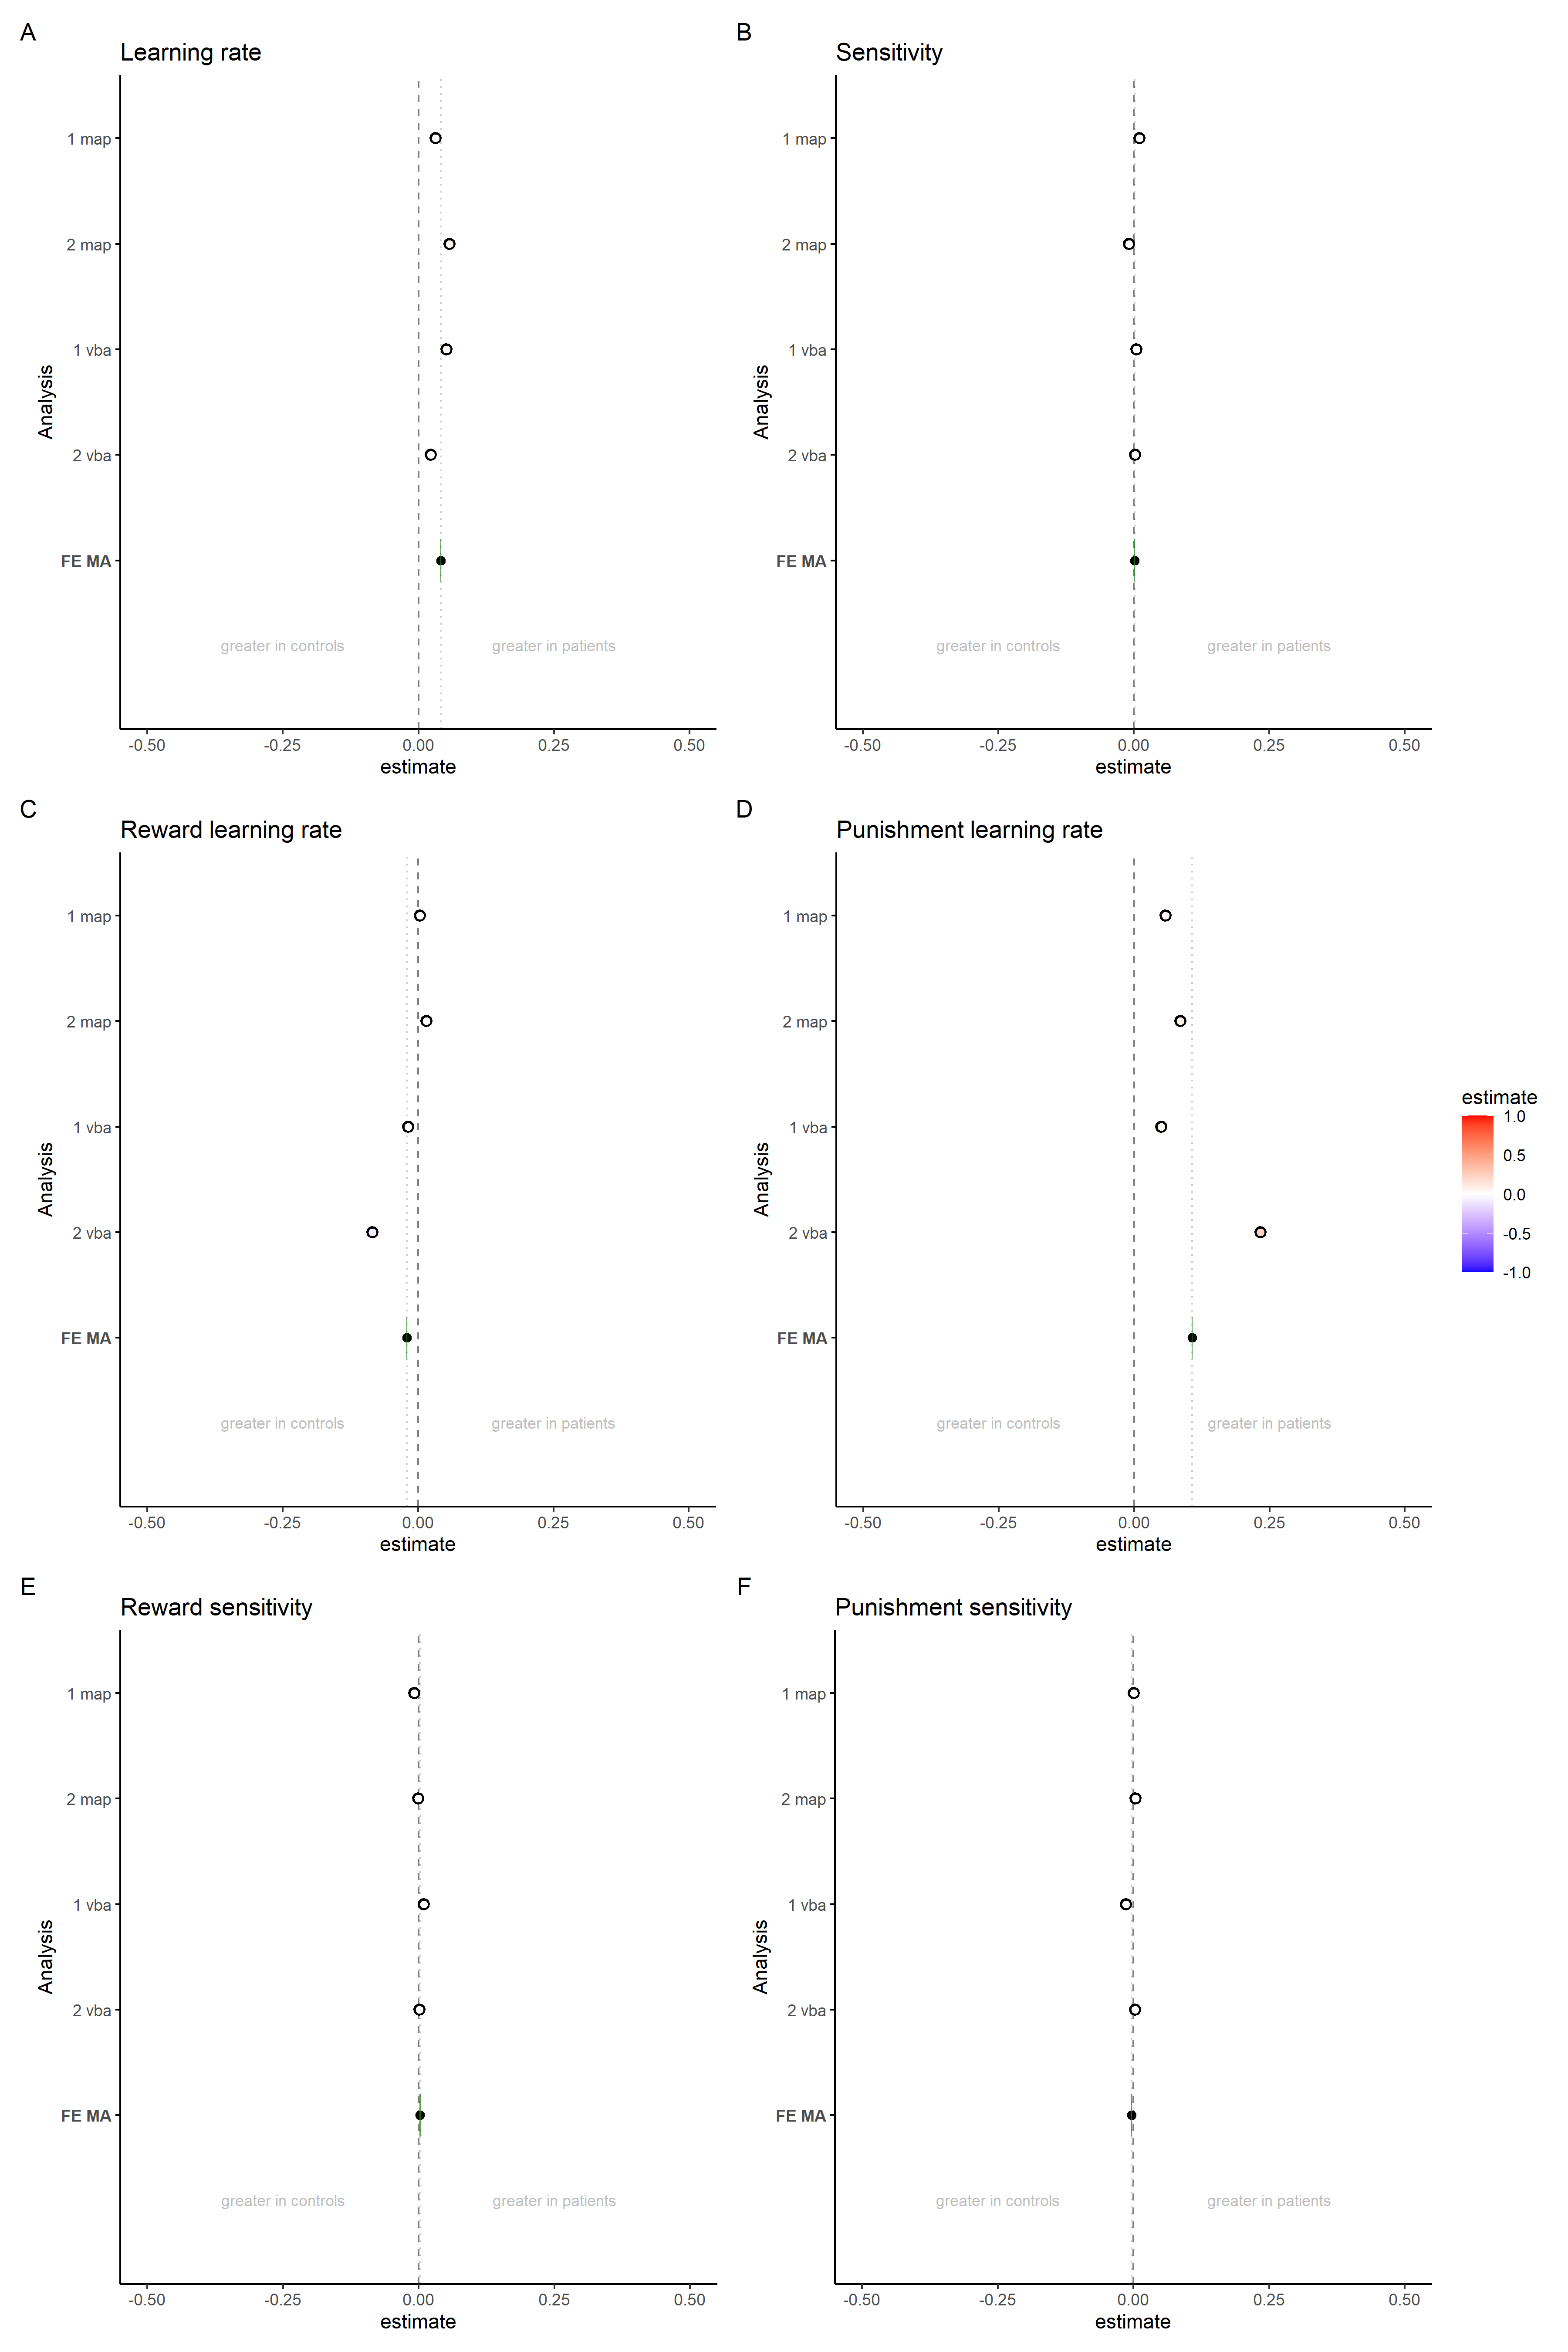 A
Learning rate
1 map
2 map
1 vba
2 vba
FE MA
Analysis
greater in controls
greater in patients
-0.50
-0.25
0.00
0.25
0.50
estimate
B
Sensitivity
1 map
2 map
1 vba
2 vba
FE MA
Analysis
greater in controls
greater in patients
-0.50
-0.25
0.00
0.25
0.50
estimate
C
Reward learning rate
1 map
2 map
1 vba
2 vba
FE MA
Analysis
greater in controls
greater in patients
-0.50
-0.25
0.00
0.25
0.50
estimate
D
Punishment learning rate
1 map
2 map
1 vba
2 vba
FE MA
Analysis
greater in controls
greater in patients
-0.50
-0.25
0.00
0.25
0.50
estimate
estimate
1.0
0.5
0.0
-0.5
-1.0
E
Reward sensitivity
1 map
2 map
1 vba
2 vba
FE MA
Analysis
greater in controls
greater in patients
-0.50
-0.25
0.00
0.25
0.50
estimate
F
Punishment sensitivity
1 map
2 map
1 vba
2 vba
FE MA
Analysis
greater in controls
greater in patients
-0.50
-0.25
0.00
0.25
0.50
estimate